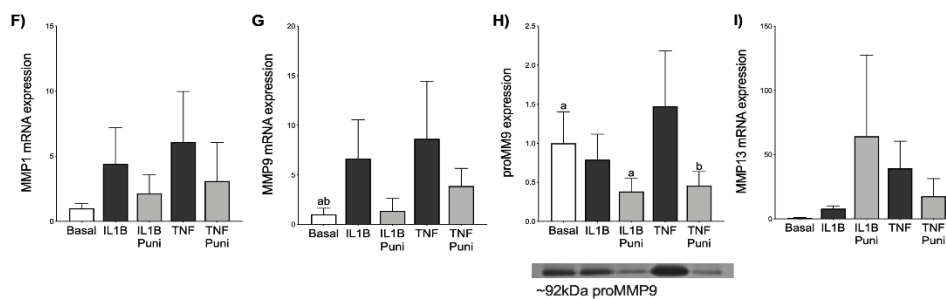 F)
MMP1 mRNA expression
15
10
5
0
Basal IL1B IL1B Puni TNF TNF Puni
G)
MMP9 mRNA expression
20
15
10
5
0
ab
Basal IL1B IL1B Puni TNF TNF Puni
H)
proMM9 expression
2.5
2.0
1.5
1.0
0.5
0.0
a
a
b
Basal IL1B IL1B Puni TNF TNF Puni
~92kDa proMMP9
I)
MMP13 mRNA expression
150
100
50
0
Basal IL1B IL1B Puni TNF TNF Puni